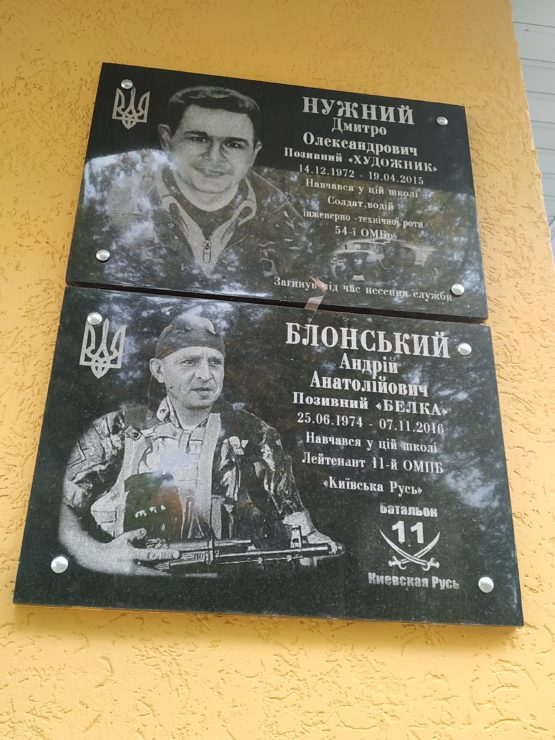 НУЖНИЙ
Дмитро
Олександрович
Позивний «ХУДОЖНИК»
14.12.1972 - 19.04.2015
Навчався у цій школі
Солдат, водій
інженерно -технічної роти
54-ї ОМБр
Загинув під час несення служби
БЛОНСЬКИЙ
Андрій
Анатолійович
Позивний «БЕЛКА»
25.06.1974 - 07.11.2016
Навчався у цій школі
Лейтенант 11-й ОМПБ
«Київська Русь»
Батальон
11
Киевская Русь